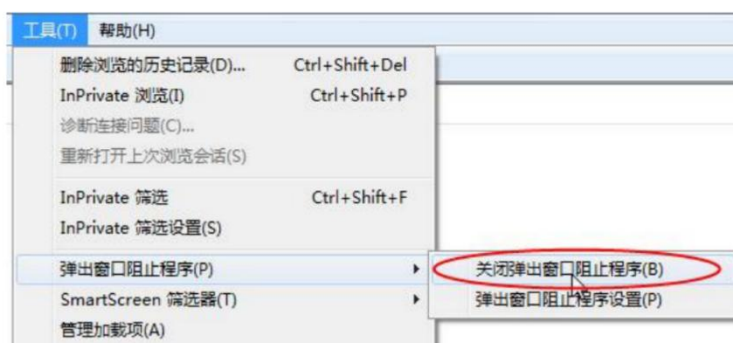 工具(T) 帮助(H)
删除浏览的历史记录(D)... Ctrl+Shift+Del
InPrivate 浏览(I) Ctrl+Shift+P
诊断连接问题(C)...
重新打开上次浏览会话(S)
InPrivate 筛选 Ctrl+Shift+F
InPrivate 筛选设置(S)
弹出窗口阻止程序(P) 关闭弹出窗口阻止程序(B)
SmartScreen 筛选器(T) 弹出窗口阻止程序设置(P)
管理加载项(A)